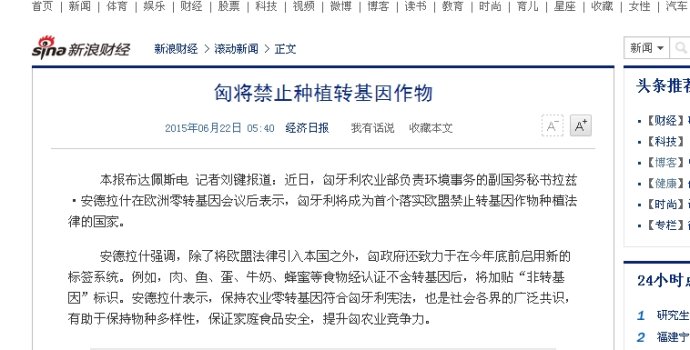 首页 | 新闻 | 体育 | 娱乐 | 财经 | 股票 | 科技 | 视频 | 微博 | 博客 | 读书 | 教育 | 时尚 | 育儿 | 星座 | 收藏 | 女性 | 汽车
sina 新浪财经 新浪财经 > 滚动新闻 > 正文
新闻
匈将禁止种植转基因作物
2015年06月22日 05:40 经济日报 我有话说 收藏本文 A- A+
本报布达佩斯电 记者刘键报道：近日，匈牙利农业部负责环境事务的副国务秘书拉兹
·安德拉什在欧洲零转基因会议后表示，匈牙利将成为首个落实欧盟禁止转基因作物种植法
律的国家。
安德拉什强调，除了将欧盟法律引入本国之外，匈政府还致力于在今年底前启用新的
标签系统。例如，肉、鱼、蛋、牛奶、蜂蜜等食物经认证不含转基因后，将加贴“非转基
因”标识。安德拉什表示，保持农业零转基因符合匈牙利宪法，也是社会各界的广泛共识，
有助于保持物种多样性，保证家庭食品安全，提升匈农业竞争力。
头条推荐
·【财经】
·【科技】
·【博客】
·【健康】
·【时尚】
·【专栏】
24小时
1 研究生
2 福建宁